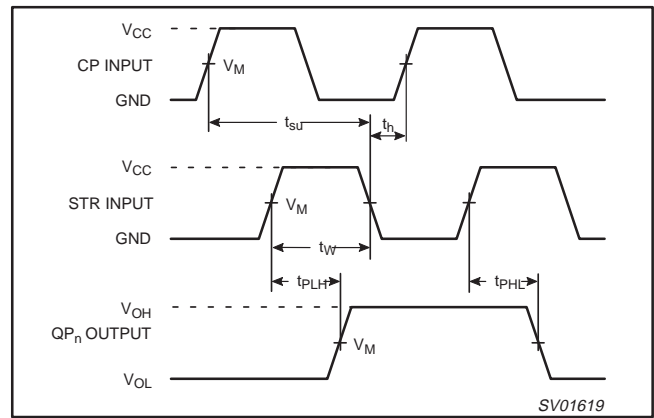 VCC
CP INPUT
VM
GND
tsu
th
VCC
STR INPUT
VM
GND
tW
tPLH
tPHL
VOH
QPn OUTPUT
VM
VOL
SV01619